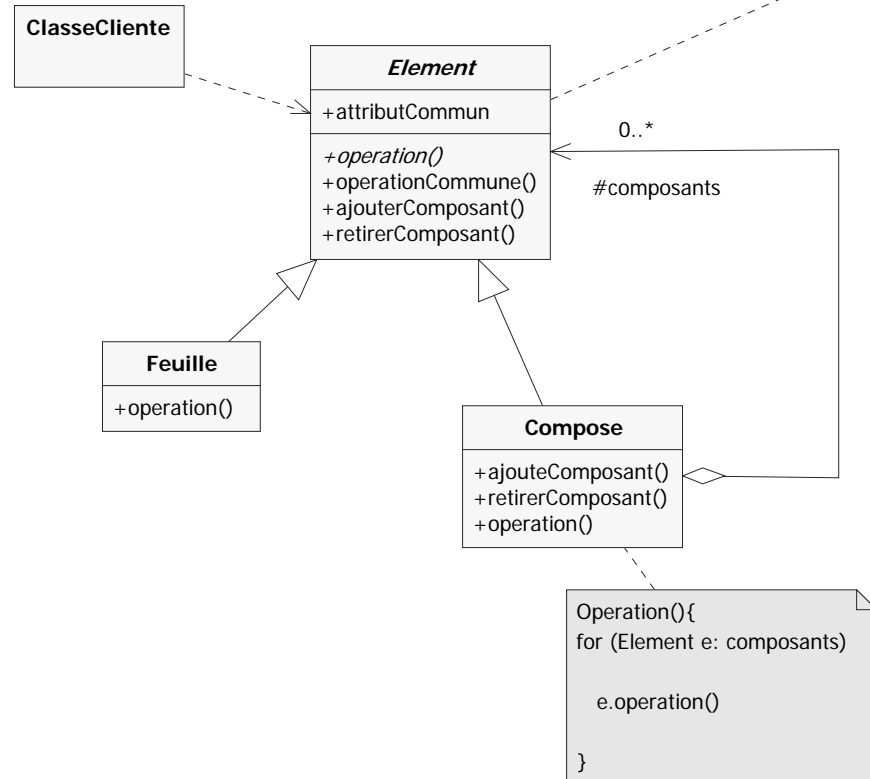 ClasseCliente
Element
+attributCommun
+operation()
+operationCommune()
+ajouterComposant()
+retirerComposant()
0..*
#composants
Feuille
+operation()
Compose
+ajouteComposant()
+retirerComposant()
+operation()
Operation(){
for (Element e: composants)
e.operation()
}